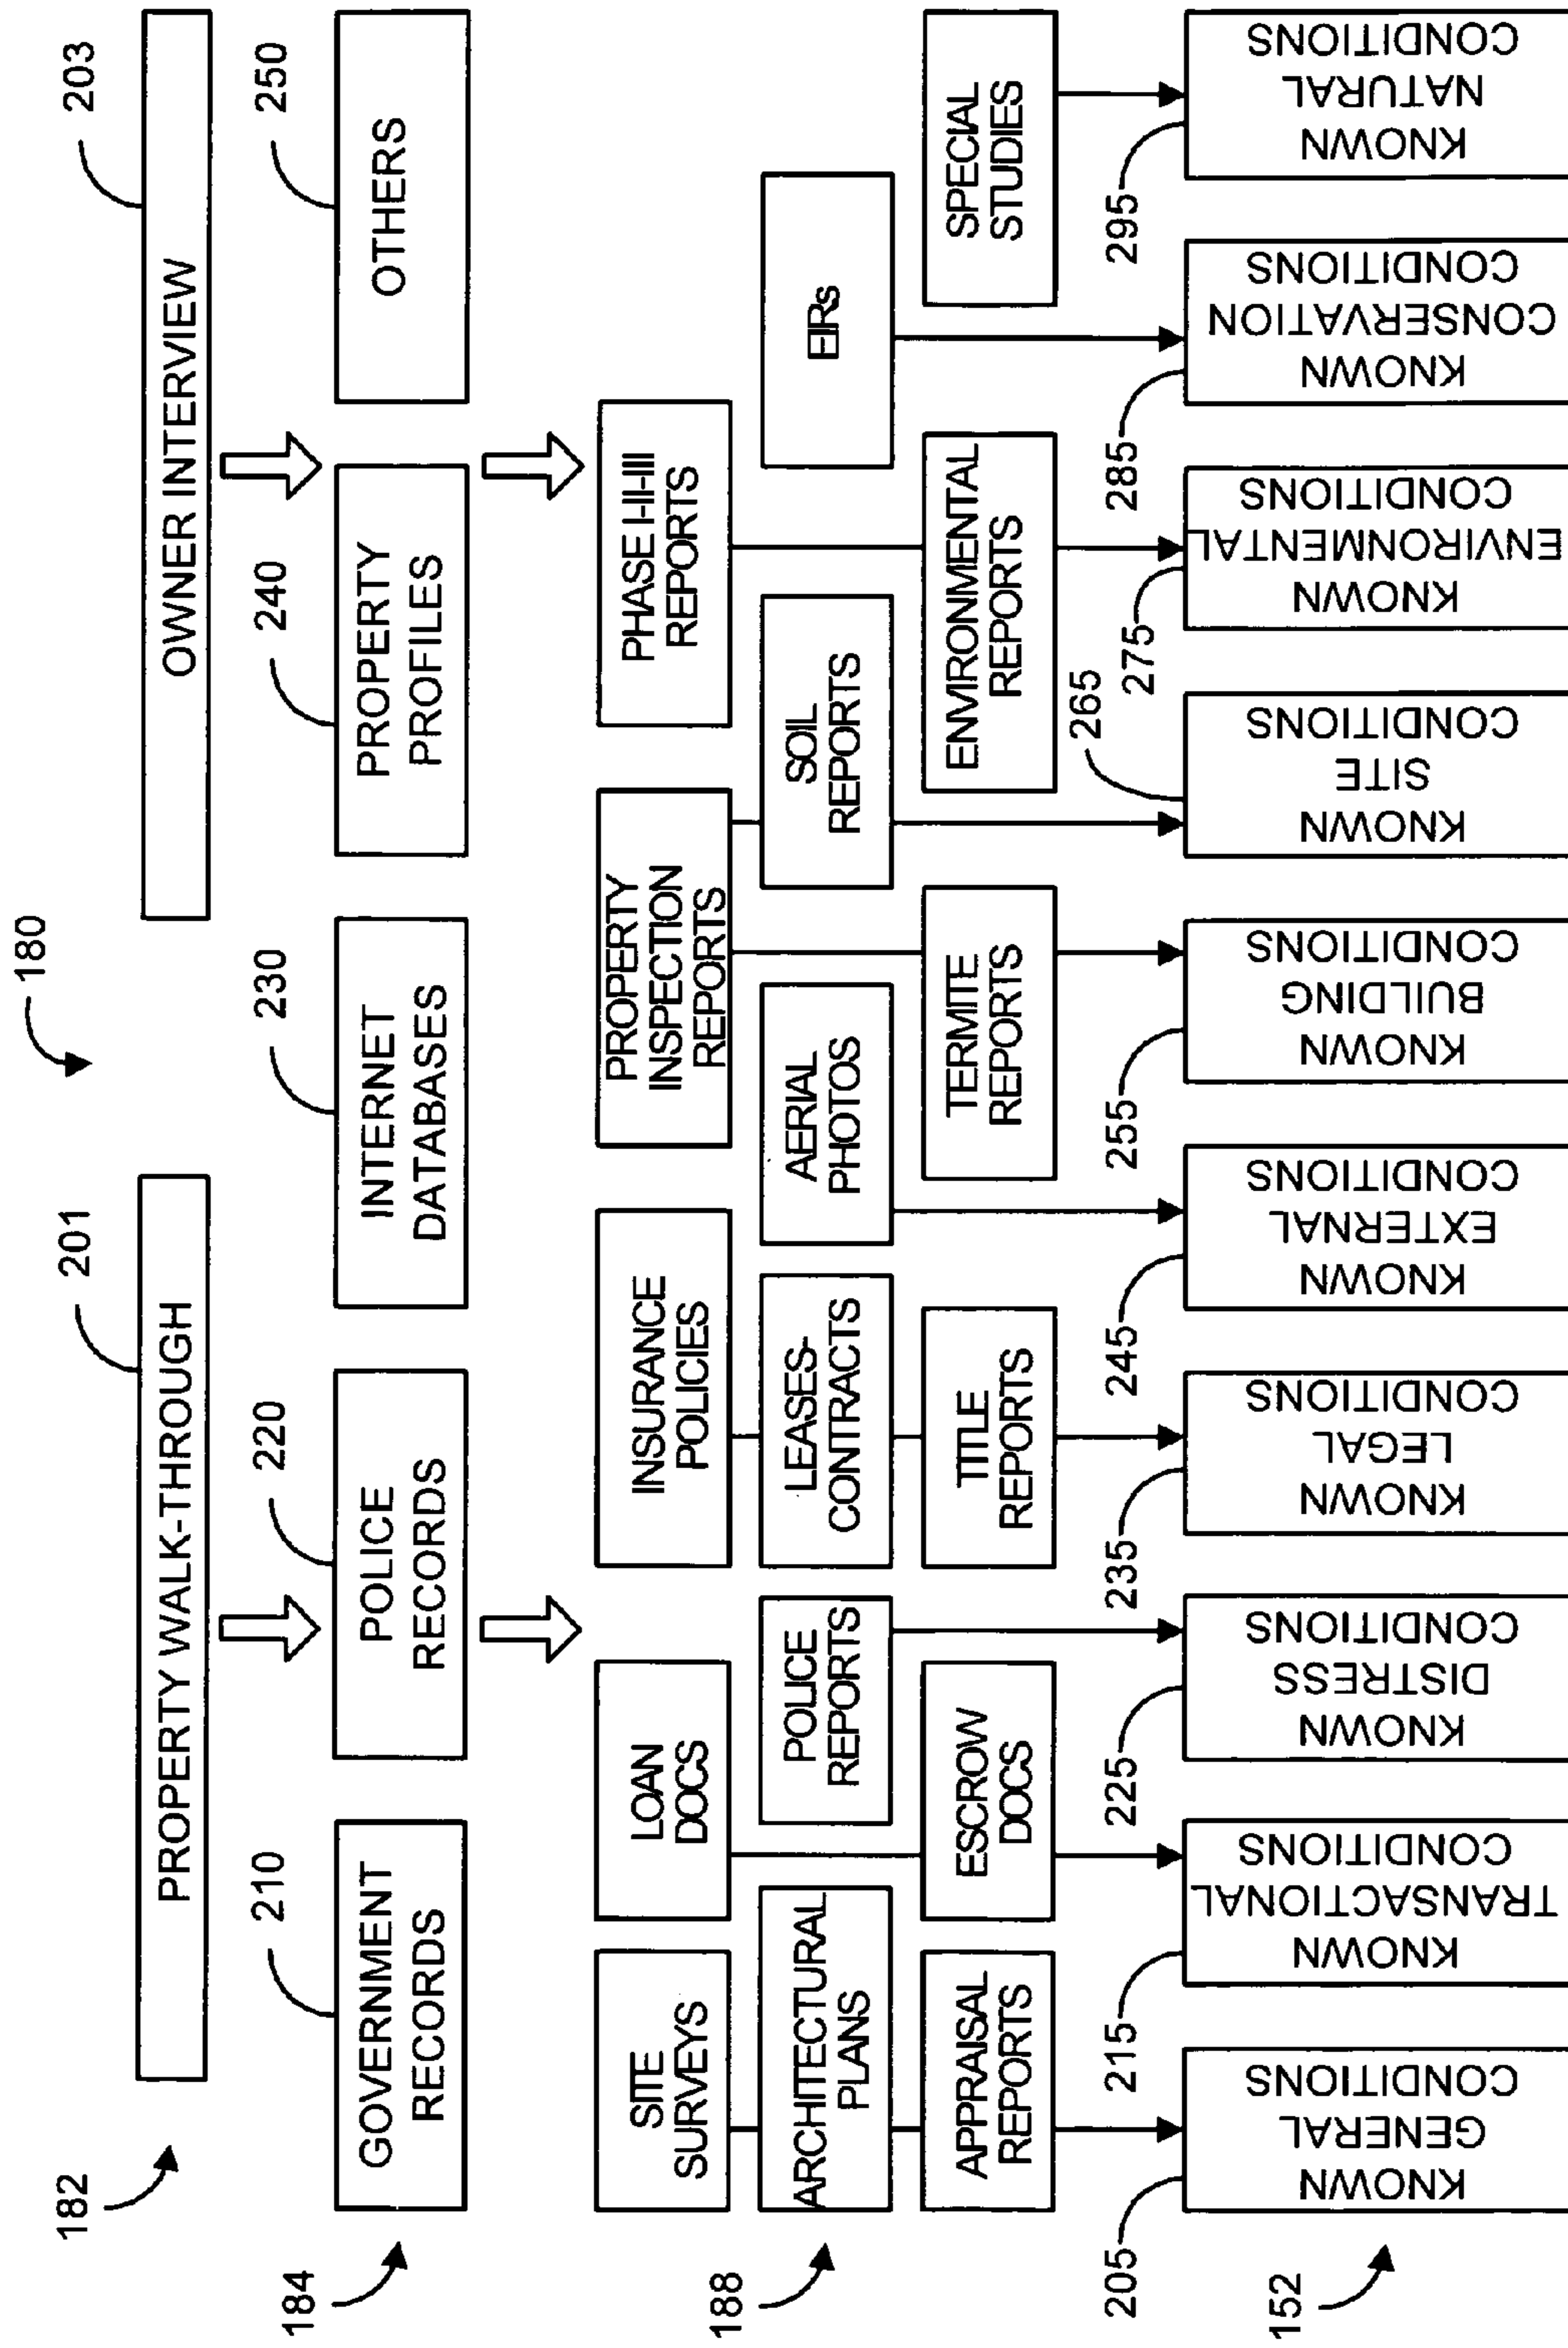 180
182
201
PROPERTY WALK-THROUGH
203
OWNER INTERVIEW
184
210
GOVERNMENT
RECORDS
220
POLICE
RECORDS
230
INTERNET
DATABASES
240
PROPERTY
PROFILES
250
OTHERS
188
SITE
SURVEYS
LOAN
DOCS
INSURANCE
POLICIES
PROPERTY
INSPECTION
REPORTS
PHASE I-II-III
REPORTS
ARCHITECTURAL
PLANS
POLICE
REPORTS
LEASES-
CONTRACTS
AERIAL
PHOTOS
SOIL
REPORTS
EIRs
APPRAISAL
REPORTS
ESCROW
DOCS
TITLE
REPORTS
TERMITE
REPORTS
ENVIRONMENTAL
REPORTS
SPECIAL
STUDIES
152
205
KNOWN
GENERAL
CONDITIONS
215
KNOWN
TRANSACTIONAL
CONDITIONS
225
KNOWN
DISTRESS
CONDITIONS
235
KNOWN
LEGAL
CONDITIONS
245
KNOWN
EXTERNAL
CONDITIONS
255
KNOWN
BUILDING
CONDITIONS
265
KNOWN
SITE
CONDITIONS
275
KNOWN
ENVIRONMENTAL
CONDITIONS
285
KNOWN
CONSERVATION
CONDITIONS
295
KNOWN
NATURAL
CONDITIONS